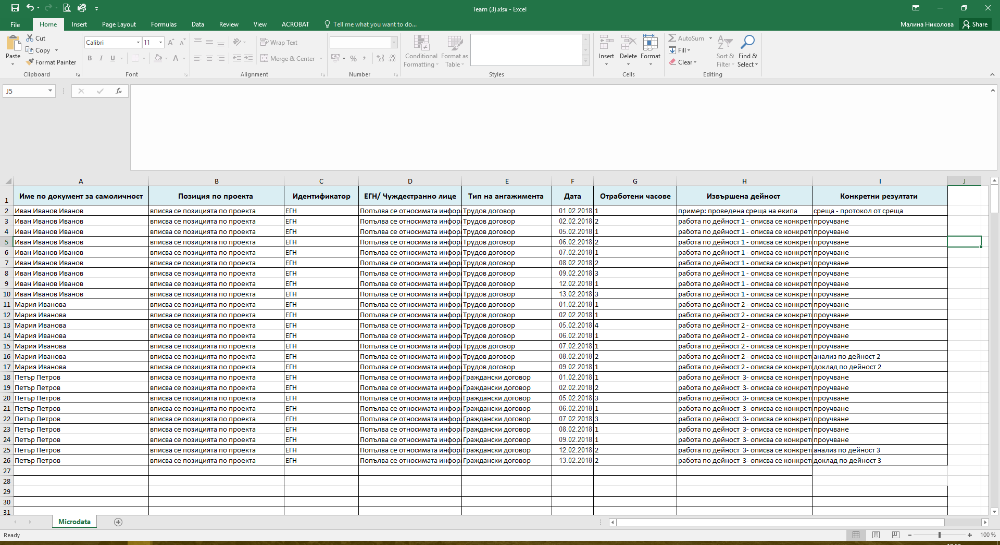 Team (3).xlsx - Excel
File Home Insert Page Layout Formulas Data Review View ACROBAT Tell me what you want to do... Малина Николова Share
Paste Cut Copy Format Painter Clipboard
Calibri 11 B I U A Font
Wrap Text Merge & Center Alignment
% Number
Conditional Formatting Format as Table Styles
Insert Delete Format Cells
AutoSum Fill Clear Sort & Filter Find & Select Editing
J5 fx
A B C D E F G H I J
1 Име по документ за самоличност Позиция по проекта Идентификатор ЕГН/ Чуждестранно лице Тип на ангажимента Дата Отработени часове Извършена дейност Конкретни резултати
2 Иван Иванов Иванов вписва се позицията по проекта ЕГН Попълва се относимата инфор Трудов договор 01.02.2018 1 пример: проведена среща на екипа среща - протокол от среща
3 Иван Иванов Иванов вписва се позицията по проекта ЕГН Попълва се относимата инфор Трудов договор 02.02.2018 2 работа по дейност 1 - описва се конкрет проучване
4 Иван Иванов Иванов вписва се позицията по проекта ЕГН Попълва се относимата инфор Трудов договор 05.02.2018 1 работа по дейност 1 - описва се конкрет проучване
5 Иван Иванов Иванов вписва се позицията по проекта ЕГН Попълва се относимата инфор Трудов договор 06.02.2018 2 работа по дейност 1 - описва се конкрет проучване
6 Иван Иванов Иванов вписва се позицията по проекта ЕГН Попълва се относимата инфор Трудов договор 07.02.2018 1 работа по дейност 1 - описва се конкрет проучване
7 Иван Иванов Иванов вписва се позицията по проекта ЕГН Попълва се относимата инфор Трудов договор 08.02.2018 2 работа по дейност 1 - описва се конкрет проучване
8 Иван Иванов Иванов вписва се позицията по проекта ЕГН Попълва се относимата инфор Трудов договор 09.02.2018 3 работа по дейност 1 - описва се конкрет проучване
9 Иван Иванов Иванов вписва се позицията по проекта ЕГН Попълва се относимата инфор Трудов договор 12.02.2018 1 работа по дейност 1 - описва се конкрет проучване
10 Иван Иванов Иванов вписва се позицията по проекта ЕГН Попълва се относимата инфор Трудов договор 13.02.2018 3 работа по дейност 1 - описва се конкрет проучване
11 Мария Иванова вписва се позицията по проекта ЕГН Попълва се относимата инфор Трудов договор 01.02.2018 1 работа по дейност 2 - описва се конкрет проучване
12 Мария Иванова вписва се позицията по проекта ЕГН Попълва се относимата инфор Трудов договор 02.02.2018 1 работа по дейност 2 - описва се конкрет проучване
13 Мария Иванова вписва се позицията по проекта ЕГН Попълва се относимата инфор Трудов договор 05.02.2018 4 работа по дейност 2 - описва се конкрет проучване
14 Мария Иванова вписва се позицията по проекта ЕГН Попълва се относимата инфор Трудов договор 06.02.2018 1 работа по дейност 2 - описва се конкрет проучване
15 Мария Иванова вписва се позицията по проекта ЕГН Попълва се относимата инфор Трудов договор 07.02.2018 1 работа по дейност 2 - описва се конкрет проучване
16 Мария Иванова вписва се позицията по проекта ЕГН Попълва се относимата инфор Трудов договор 08.02.2018 2 работа по дейност 2 - описва се конкрет анализ по дейност 2
17 Мария Иванова вписва се позицията по проекта ЕГН Попълва се относимата инфор Трудов договор 09.02.2018 1 работа по дейност 2 - описва се конкрет доклад по дейност 2
18 Петър Петров вписва се позицията по проекта ЕГН Попълва се относимата инфор Граждански договор 01.02.2018 1 работа по дейност 3- описва се конкрет проучване
19 Петър Петров вписва се позицията по проекта ЕГН Попълва се относимата инфор Граждански договор 02.02.2018 2 работа по дейност 3- описва се конкрет проучване
20 Петър Петров вписва се позицията по проекта ЕГН Попълва се относимата инфор Граждански договор 05.02.2018 3 работа по дейност 3- описва се конкрет проучване
21 Петър Петров вписва се позицията по проекта ЕГН Попълва се относимата инфор Граждански договор 06.02.2018 1 работа по дейност 3- описва се конкрет проучване
22 Петър Петров вписва се позицията по проекта ЕГН Попълва се относимата инфор Граждански договор 07.02.2018 3 работа по дейност 3- описва се конкрет проучване
23 Петър Петров вписва се позицията по проекта ЕГН Попълва се относимата инфор Граждански договор 08.02.2018 1 работа по дейност 3- описва се конкрет проучване
24 Петър Петров вписва се позицията по проекта ЕГН Попълва се относимата инфор Граждански договор 09.02.2018 1 работа по дейност 3- описва се конкрет проучване
25 Петър Петров вписва се позицията по проекта ЕГН Попълва се относимата инфор Граждански договор 12.02.2018 2 работа по дейност 3- описва се конкрет анализ по дейност 3
26 Петър Петров вписва се позицията по проекта ЕГН Попълва се относимата инфор Граждански договор 13.02.2018 2 работа по дейност 3- описва се конкрет доклад по дейност 3
27
28
29
30
31
Microdata
Ready 100 %